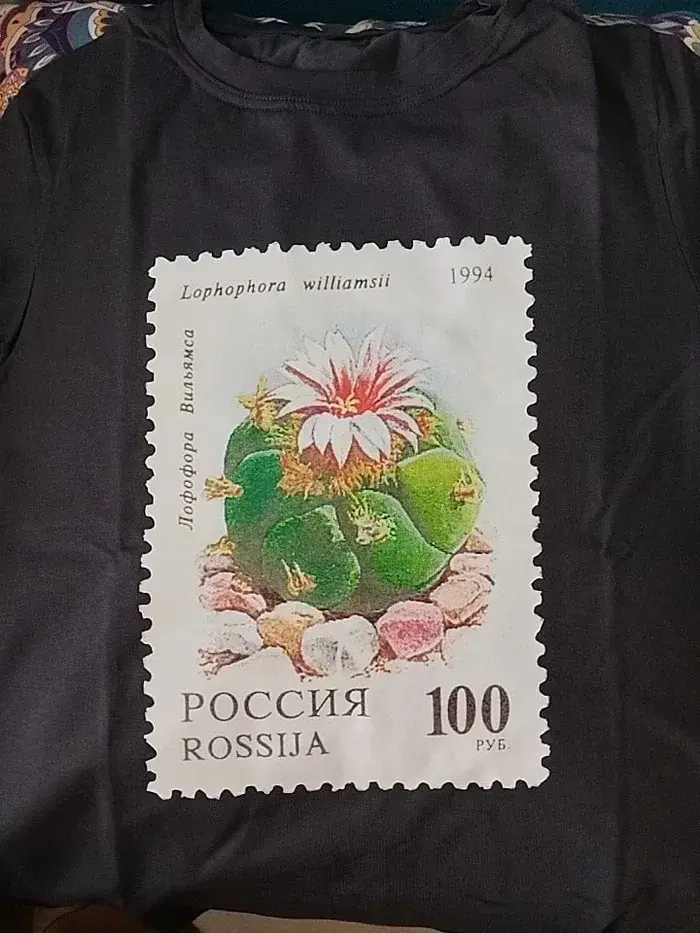 Lophophora williamsii
1994
Лофофора Вильямса
РОССИЯ
ROSSIJA
100
РУБ.